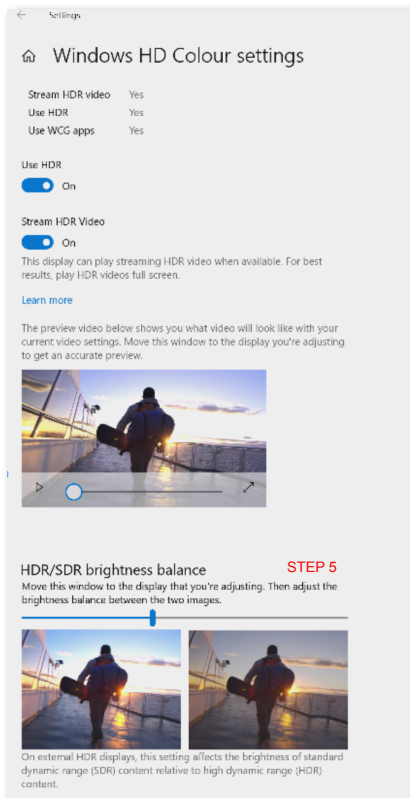 Settings
Windows HD Colour settings
Stream HDR video Yes
Use HDR Yes
Use WCG apps Yes
Use HDR
On
Stream HDR Video
On
This display can play streaming HDR video when available. For best
results, play HDR videos full screen.
Learn more
The preview video below shows you what video will look like with your
current video settings. Move this window to the display you're adjusting
to get an accurate preview.
HDR/SDR brightness balance STEP 5
Move this window to the display that you're adjusting. Then adjust the
brightness balance between the two images.
On external HDR displays, this setting affects the brightness of standard
dynamic range (SDR) content relative to high dynamic range (HDR)
content.